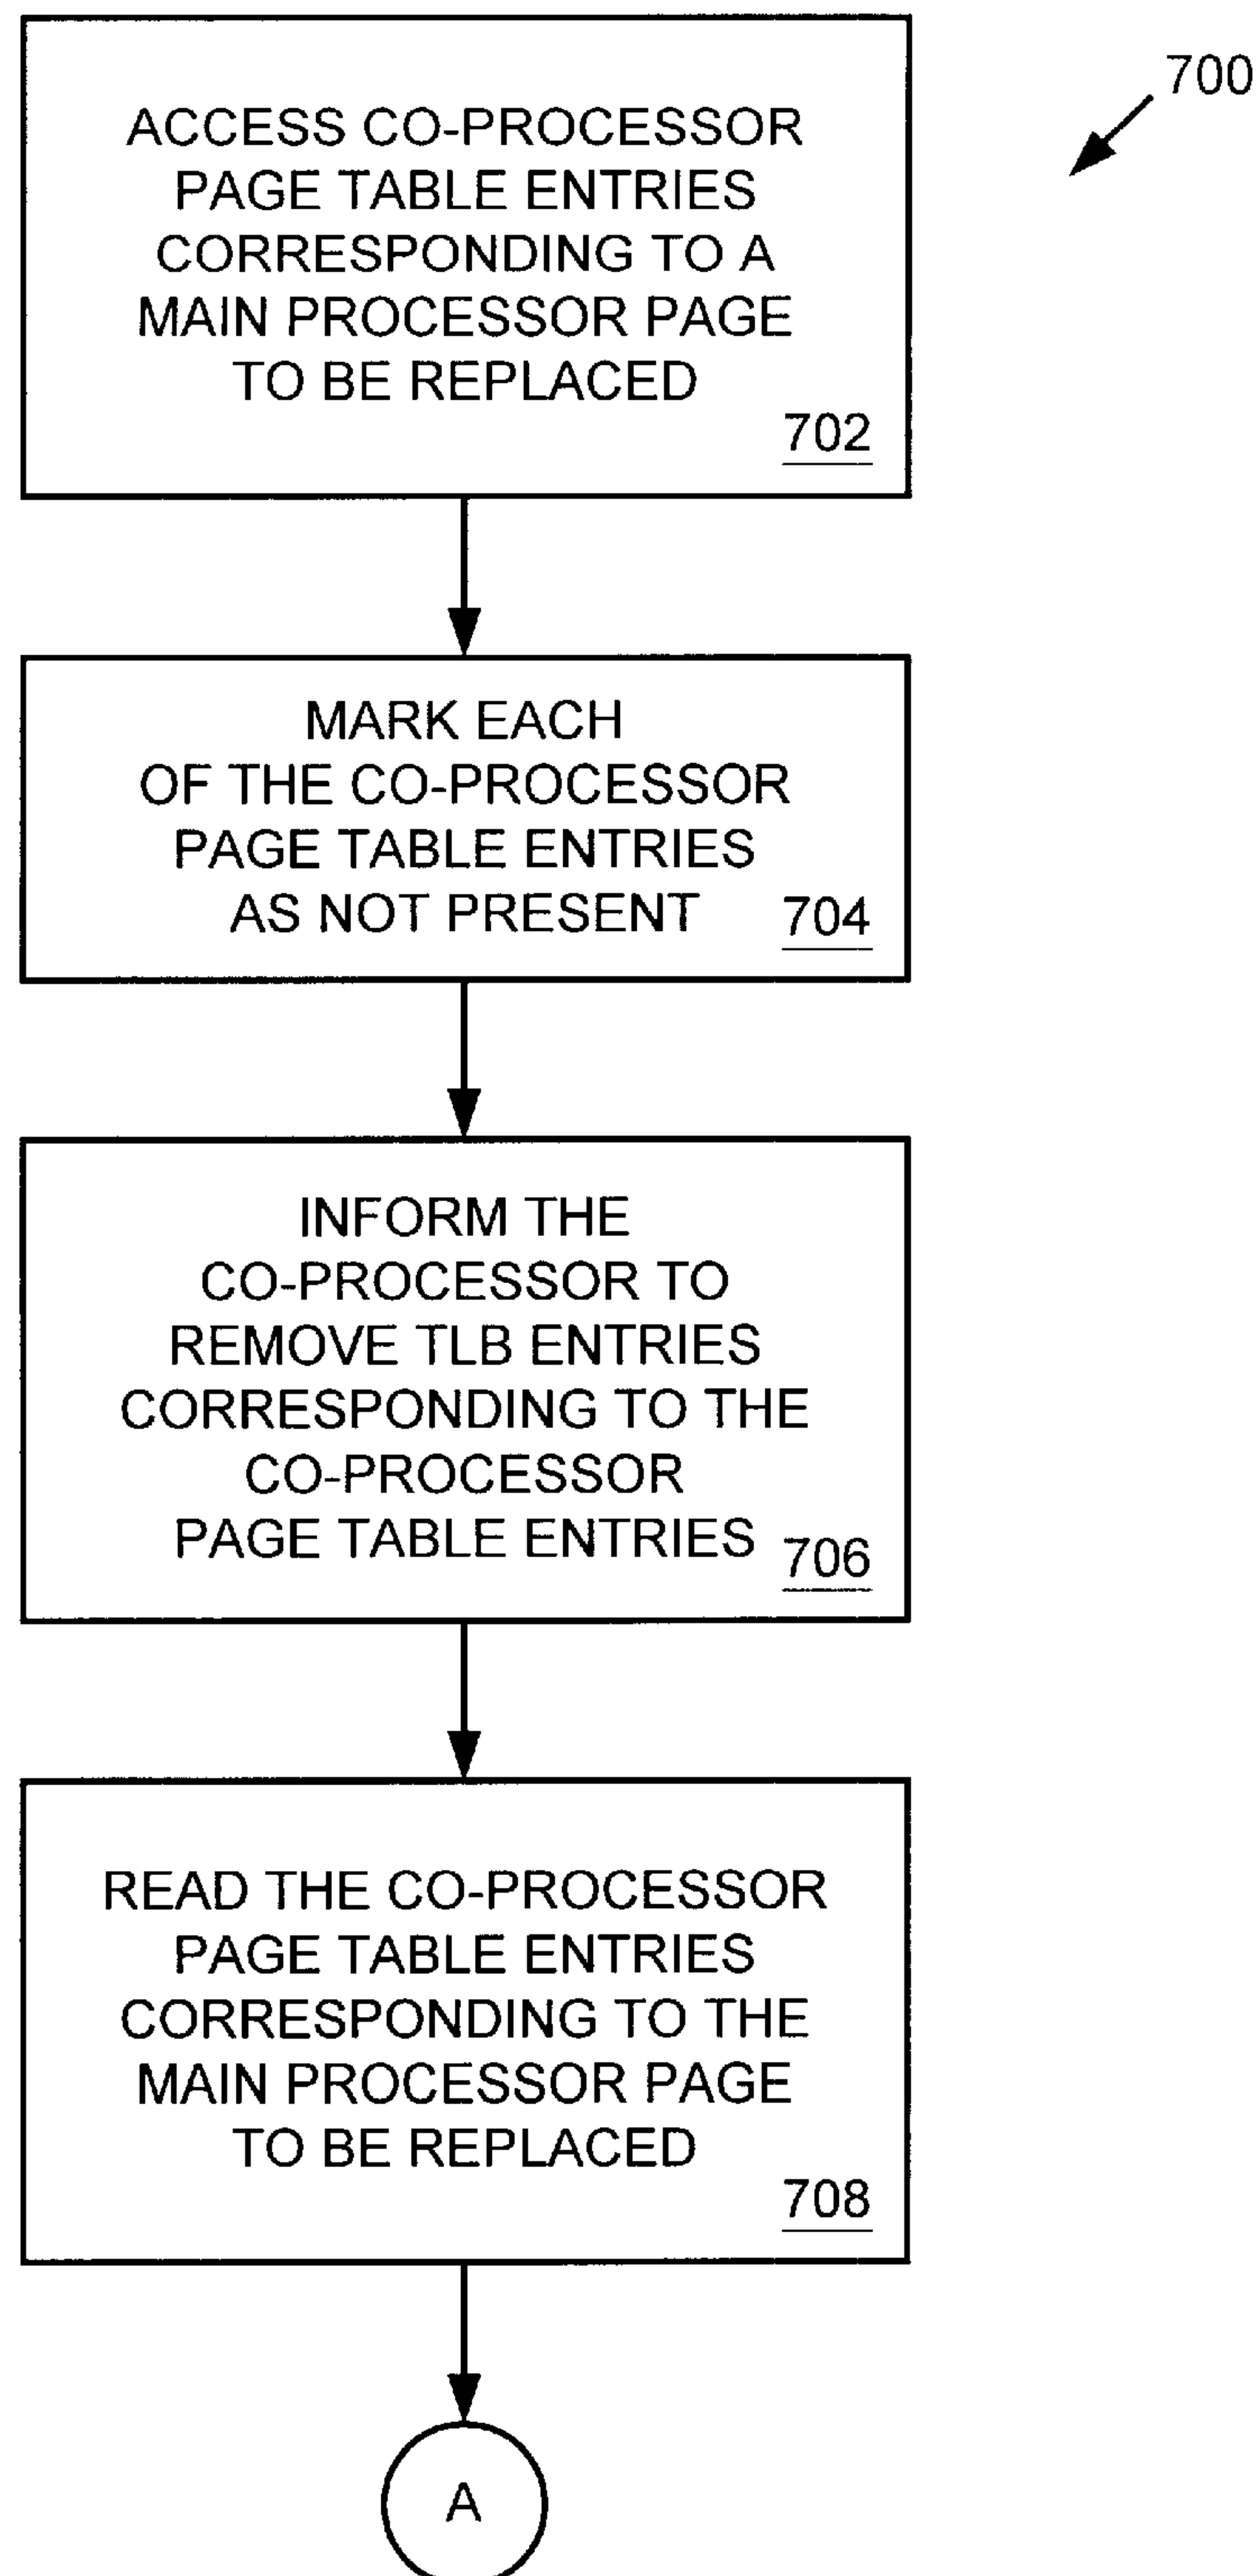 700
ACCESS CO-PROCESSOR
PAGE TABLE ENTRIES
CORRESPONDING TO A
MAIN PROCESSOR PAGE
TO BE REPLACED
702
MARK EACH
OF THE CO-PROCESSOR
PAGE TABLE ENTRIES
AS NOT PRESENT
704
INFORM THE
CO-PROCESSOR TO
REMOVE TLB ENTRIES
CORRESPONDING TO THE
CO-PROCESSOR
PAGE TABLE ENTRIES
706
READ THE CO-PROCESSOR
PAGE TABLE ENTRIES
CORRESPONDING TO THE
MAIN PROCESSOR PAGE
TO BE REPLACED
708
A